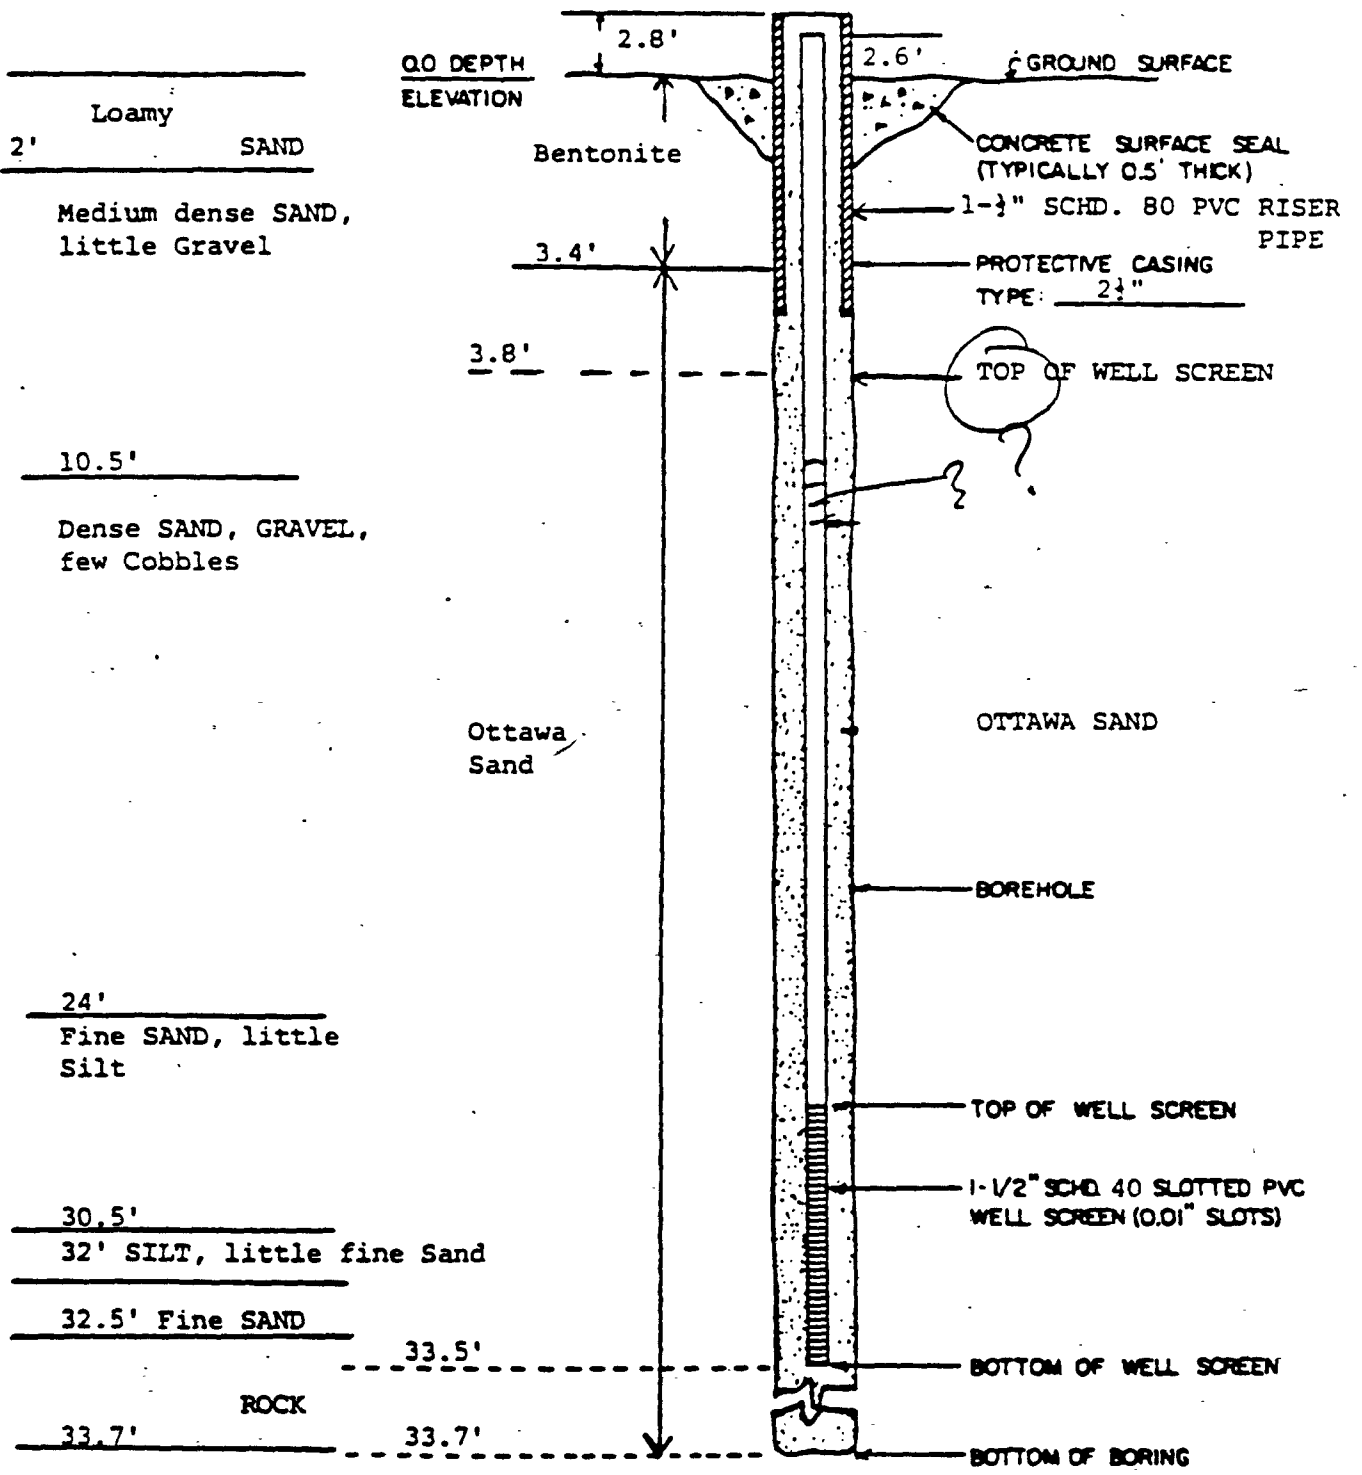 2.8'
2.6'
0.0 DEPTH
ELEVATION
GROUND SURFACE
Loamy
2' SAND
Bentonite
CONCRETE SURFACE SEAL
(TYPICALLY 0.5' THICK)
Medium dense SAND,
little Gravel
1-½" SCHD. 80 PVC RISER
PIPE
3.4'
PROTECTIVE CASING
TYPE: 2½"
3.8'
TOP OF WELL SCREEN
?
10.5'
Dense SAND, GRAVEL,
few Cobbles
Ottawa
Sand
OTTAWA SAND
BOREHOLE
24'
Fine SAND, little
Silt
TOP OF WELL SCREEN
1-1/2" SCHD. 40 SLOTTED PVC
WELL SCREEN (0.01" SLOTS)
30.5'
32' SILT, little fine Sand
32.5' Fine SAND
33.5'
BOTTOM OF WELL SCREEN
ROCK
33.7'
33.7'
BOTTOM OF BORING